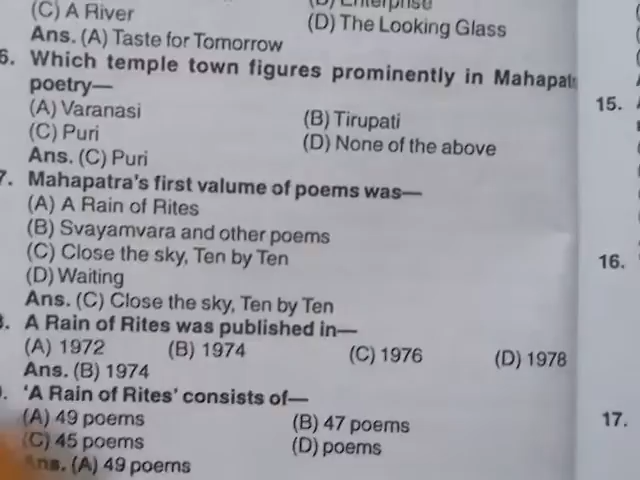 (C) A River
(D) The Looking Glass
Ans. (A) Taste for Tomorrow
6. Which temple town figures prominently in
poetry—
(A) Varanasi
(B) Tirupati
(C) Puri
(D) None of the above
Ans. (C) Puri
7. Mahapatra's first valume of poems was—
(A) A Rain of Rites
(B) Svayamvara and other poems
(C) Close the sky, Ten by Ten
(D) Waiting
Ans. (C) Close the sky, Ten by Ten
A Rain of Rites was published in—
(A) 1972 (B) 1974 (C) 1976 (D) 1978
Ans. (B) 1974
'A Rain of Rites' consists of—
(A) 49 poems
(B) 47 poems
(C) 45 poems
(D) poems
Ans. (A) 49 poems
15.
16.
17.